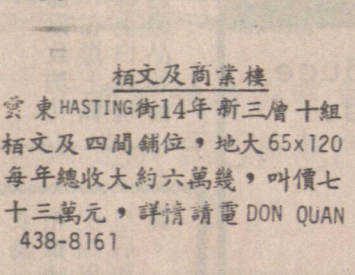 栢文及商業樓
雲東HASTING街14年新三層十組
栢文及四間鋪位，地大65x120
每年總收大約六萬幾，叫價七
十三萬元，詳情請電DON QUAN
438-8161